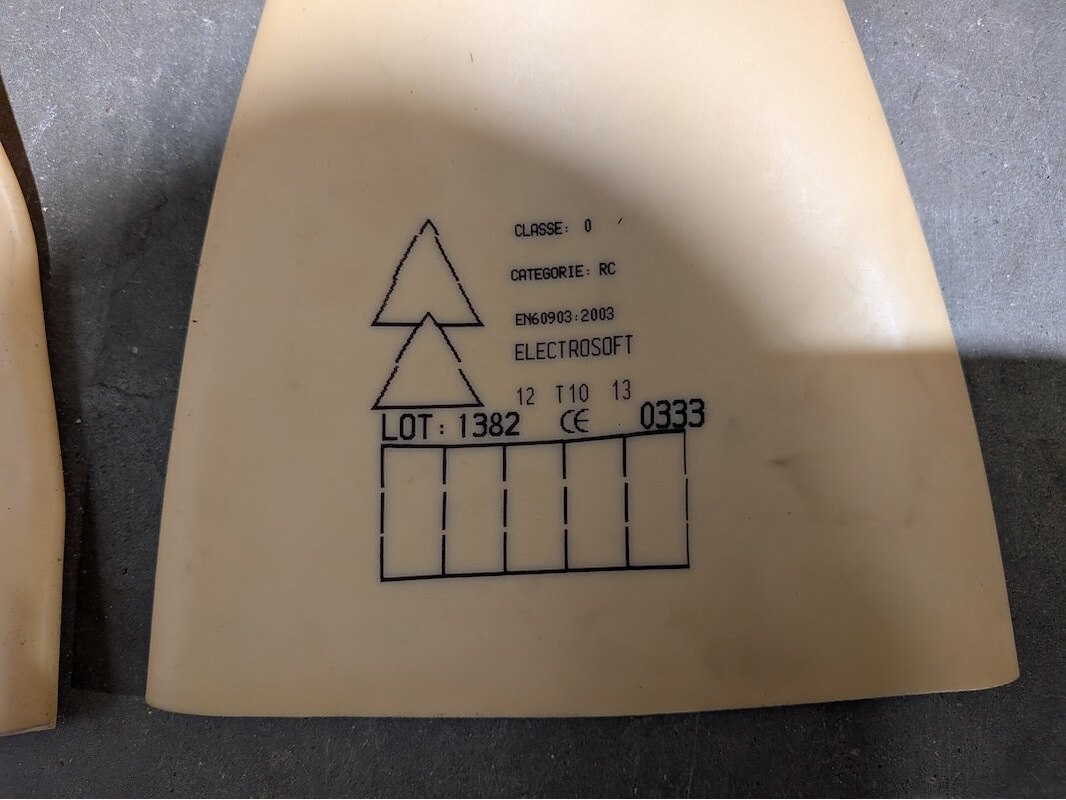 CLASSE: 0
CATEGORIE: RC
EN60903:2003
ELECTROSOFT
12 T10 13
LOT: 1382 CE 0333